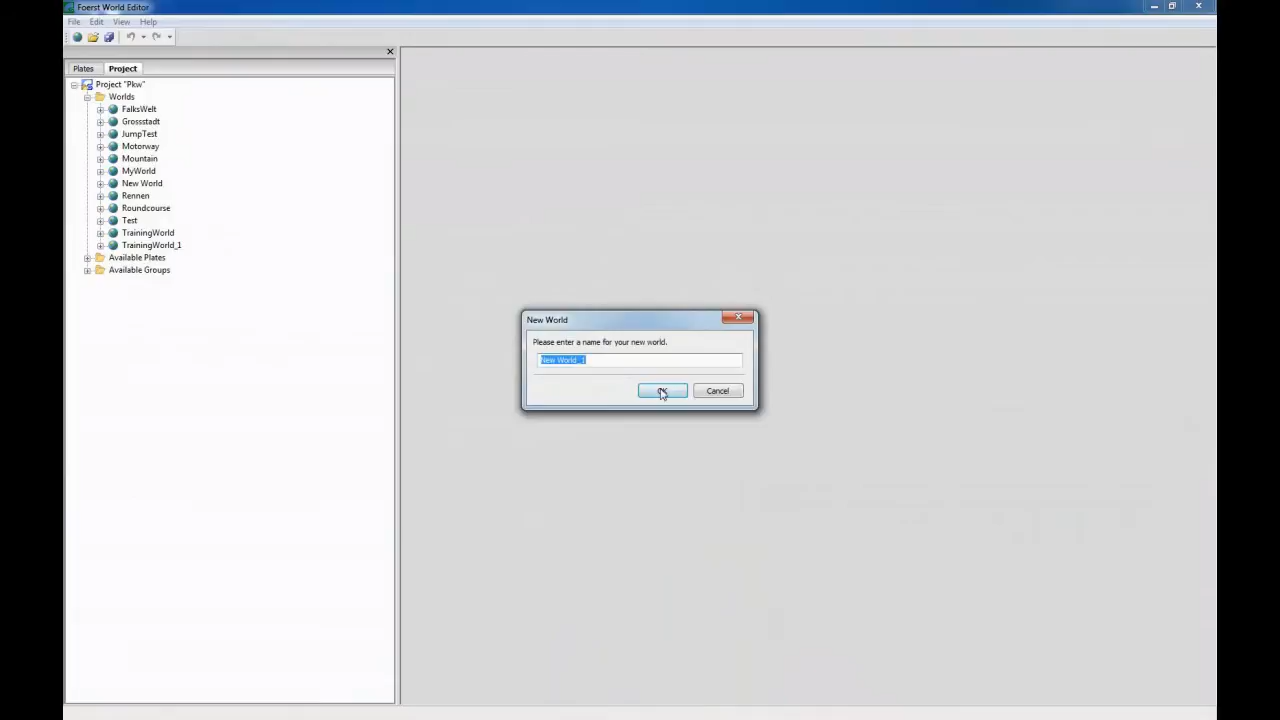 Foerst World Editor
File Edit View Help
Plates Project
Project "Pkw"
Worlds
FalksWelt
Grossstadt
JumpTest
Motorway
Mountain
MyWorld
New World
Rennen
Roundcourse
Test
TrainingWorld
TrainingWorld_1
Available Plates
Available Groups
New World
Please enter a name for your new world.
New World_1
OK Cancel